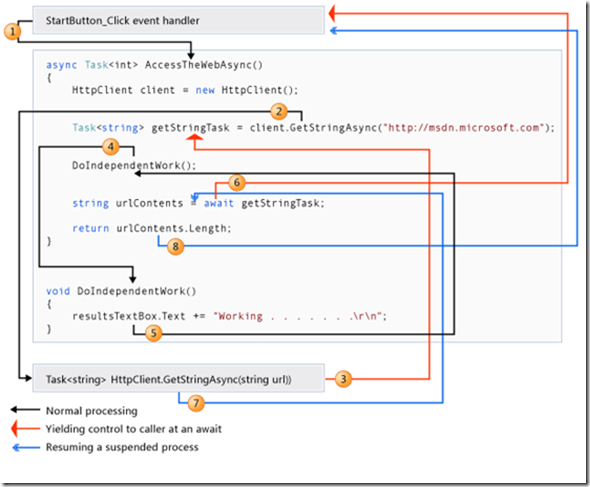 StartButton_Click event handler
1
async Task<int> AccessTheWebAsync()
{
HttpClient client = new HttpClient();
2
Task<string> getStringTask = client.GetStringAsync("http://msdn.microsoft.com");
4
DoIndependentWork();
6
string urlContents = await getStringTask;
return urlContents.Length;
8
}
void DoIndependentWork()
{
resultsTextBox.Text += "Working . . . . . . .\r\n";
5
}
Task<string> HttpClient.GetStringAsync(string url))
3
7
Normal processing
Yielding control to caller at an await
Resuming a suspended process